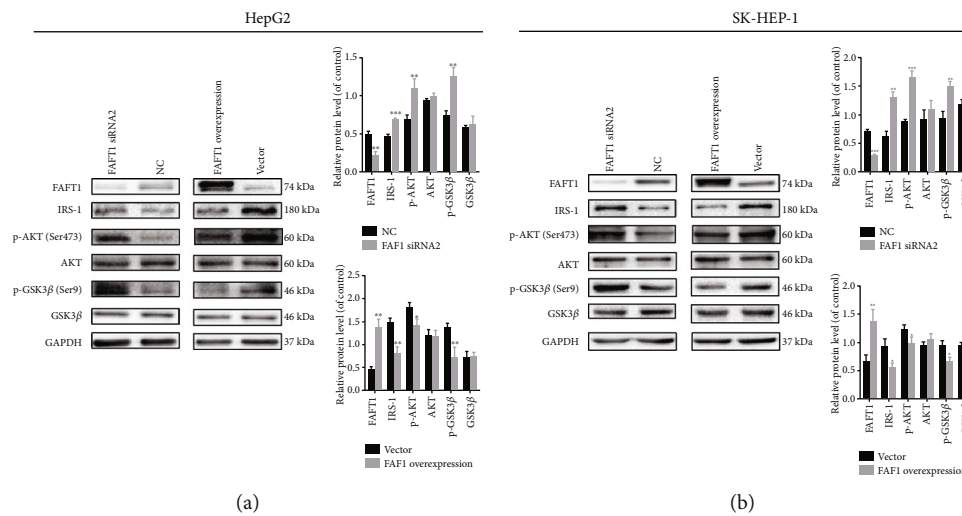 HepG2
FAFT1 siRNA2
NC
FAFT1 overexpression
Vector
FAFT1
74 kDa
IRS-1
180 kDa
p-AKT (Ser473)
60 kDa
AKT
60 kDa
p-GSK3β (Ser9)
46 kDa
GSK3β
46 kDa
GAPDH
37 kDa
Relative protein level (of control)
1.5
1.0
0.5
0.0
**
***
**
**
FAFT1
IRS-1
p-AKT
AKT
p-GSK3β
GSK3β
NC
FAF1 siRNA2
Relative protein level (of control)
2.5
2.0
1.5
1.0
0.5
0.0
**
**
*
**
FAFT1
IRS-1
p-AKT
AKT
p-GSK3β
GSK3β
Vector
FAF1 overexpression
(a)
SK-HEP-1
FAFT1 siRNA2
NC
FAFT1 overexpression
Vector
FAFT1
74 kDa
IRS-1
180 kDa
p-AKT (Ser473)
60 kDa
AKT
60 kDa
p-GSK3β (Ser9)
46 kDa
GSK3β
46 kDa
GAPDH
37 kDa
Relative protein level (of control)
2.0
1.5
1.0
0.5
0.0
***
**
***
**
FAFT1
IRS-1
p-AKT
AKT
p-GSK3β
NC
FAF1 siRNA2
Relative protein level (of control)
2.0
1.5
1.0
0.5
0.0
**
*
*
*
FAFT1
IRS-1
p-AKT
AKT
p-GSK3β
Vector
FAF1 overexpression
(b)